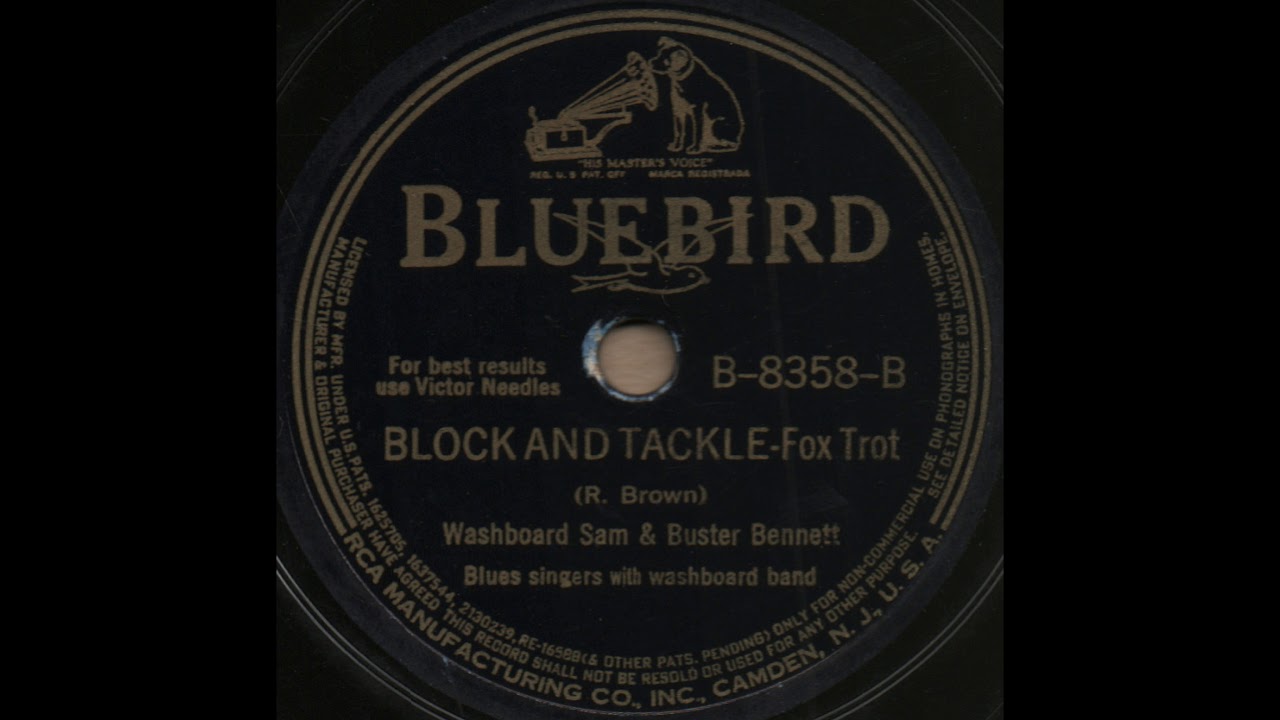 "HIS MASTER'S VOICE"
REG. U. S PAT. OFF MARCA REGISTRADA
BLUEBIRD
For best results
use Victor Needles
B-8358-B
BLOCK AND TACKLE-Fox Trot
(R. Brown)
Washboard Sam & Buster Bennett
Blues singers with washboard band
LICENSED BY MFR. UNDER U.S. PATS. 1625705, 1637544, 2130239, RE-16588 (& OTHER PATS. PENDING) ONLY FOR NON-COMMERCIAL USE ON PHONOGRAPHS IN HOMES.
MANUFACTURER & ORIGINAL PURCHASER HAVE AGREED THIS RECORD SHALL NOT BE RESOLD OR USED FOR ANY OTHER PURPOSE. SEE DETAILED NOTICE ON ENVELOPE.
RCA MANUFACTURING CO., INC., CAMDEN, N. J., U. S. A.